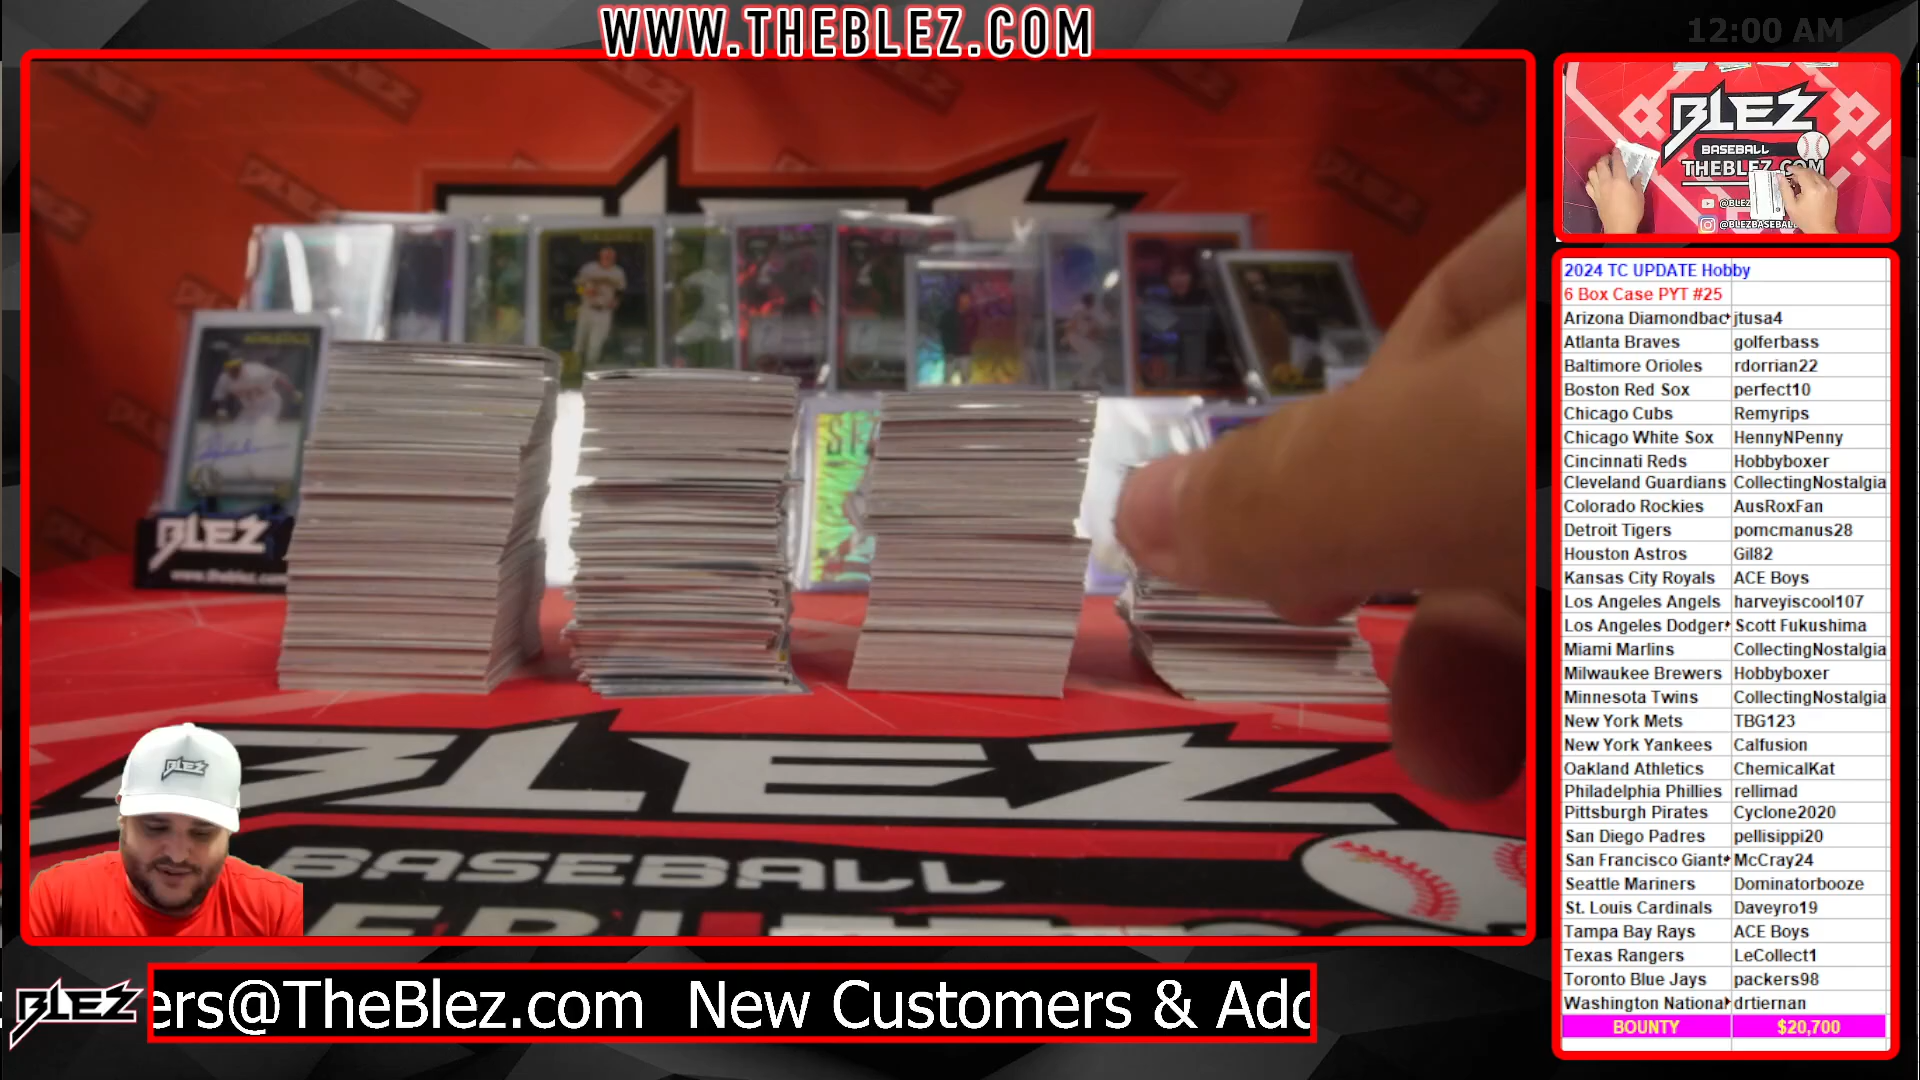 WWW.THEBLEZ.COM
12:00 AM
BLEZ
BASEBALL
THEBLEZ.COM
@BLEZ
@BLEZBASEBAL
BLEZ
www.theblez.com
BLEZ
BASEBALL
BLEZ
2024 TC UPDATE Hobby
6 Box Case PYT #25
Arizona Diamondbac jtusa4
Atlanta Braves golferbass
Baltimore Orioles rdorrian22
Boston Red Sox perfect10
Chicago Cubs Remyrips
Chicago White Sox HennyNPenny
Cincinnati Reds Hobbyboxer
Cleveland Guardians CollectingNostalgia
Colorado Rockies AusRoxFan
Detroit Tigers pomcmanus28
Houston Astros Gil82
Kansas City Royals ACE Boys
Los Angeles Angels harveyiscool107
Los Angeles Dodger Scott Fukushima
Miami Marlins CollectingNostalgia
Milwaukee Brewers Hobbyboxer
Minnesota Twins CollectingNostalgia
New York Mets TBG123
New York Yankees Calfusion
Oakland Athletics ChemicalKat
Philadelphia Phillies rellimad
Pittsburgh Pirates Cyclone2020
San Diego Padres pellisippi20
San Francisco Giant McCray24
Seattle Mariners Dominatorbooze
St. Louis Cardinals Daveyro19
Tampa Bay Rays ACE Boys
Texas Rangers LeCollect1
Toronto Blue Jays packers98
Washington National drtiernan
BOUNTY $20,700
BLEZ
ers@TheBlez.com New Customers & Add